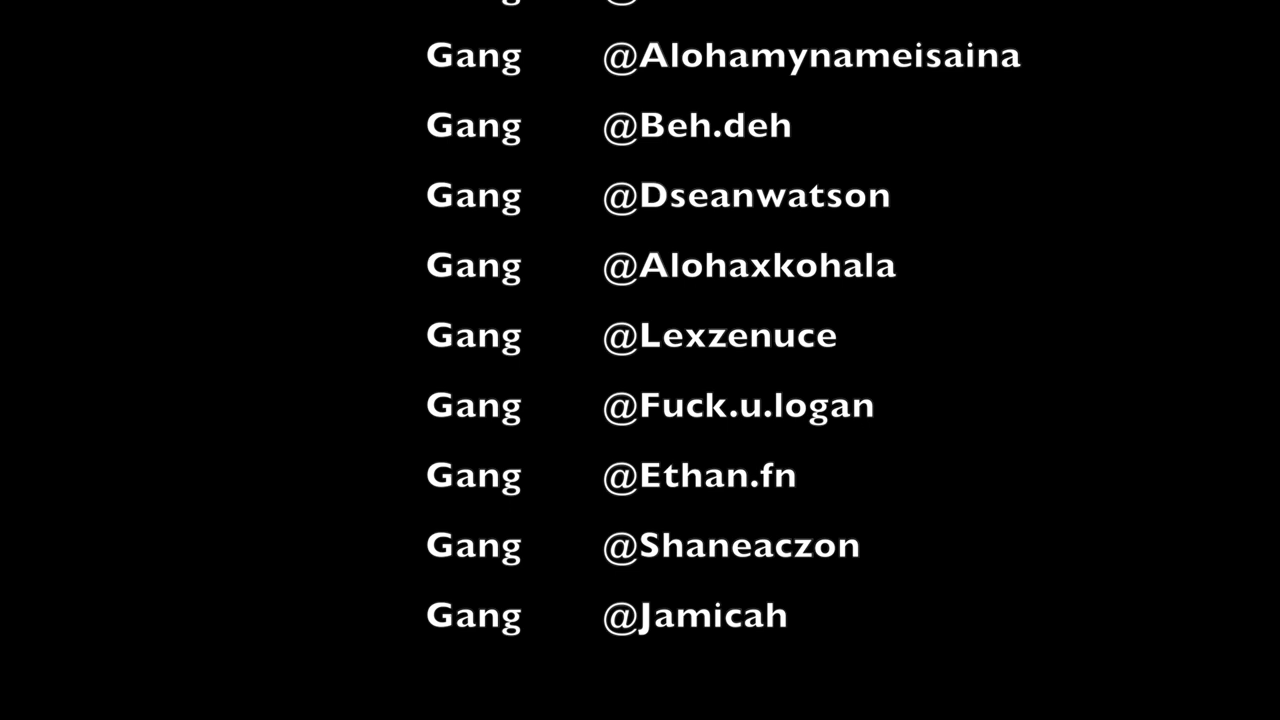 Gang @Alohamynameisaina
Gang @Beh.deh
Gang @Dseanwatson
Gang @Alohaxkohala
Gang @Lexzenuce
Gang @Fuck.u.logan
Gang @Ethan.fn
Gang @Shaneaczon
Gang @Jamicah